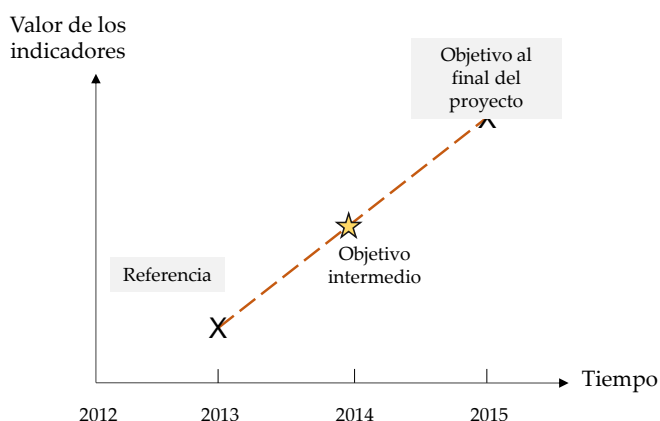 Valor de los
indicadores
Objetivo al
final del
proyecto
X
Objetivo
intermedio
Referencia
X
Tiempo
2012
2013
2014
2015